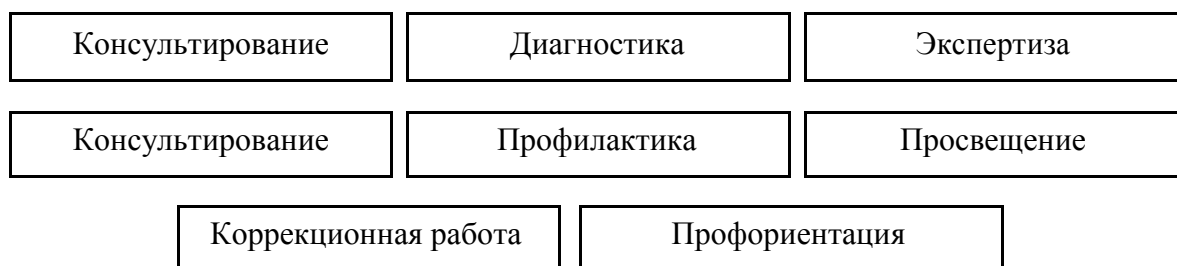 Консультирование Диагностика Экспертиза
Консультирование Профилактика Просвещение
Коррекционная работа Профориентация